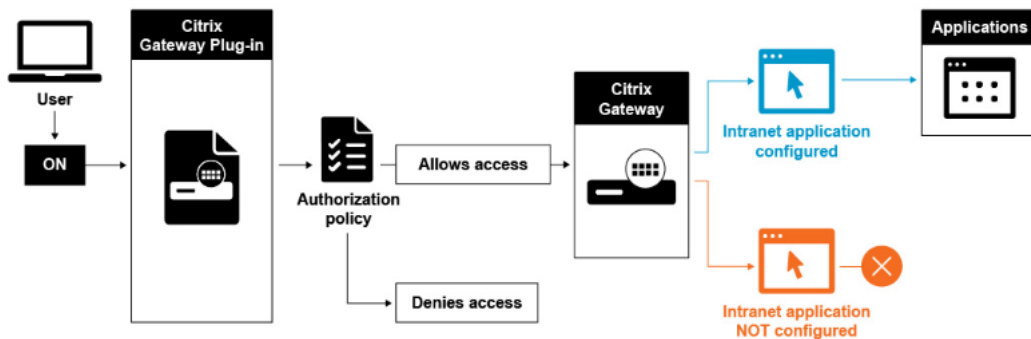 User
ON
Citrix
Gateway Plug-in
Authorization
policy
Allows access
Denies access
Citrix
Gateway
Intranet application
configured
Intranet application
NOT configured
Applications